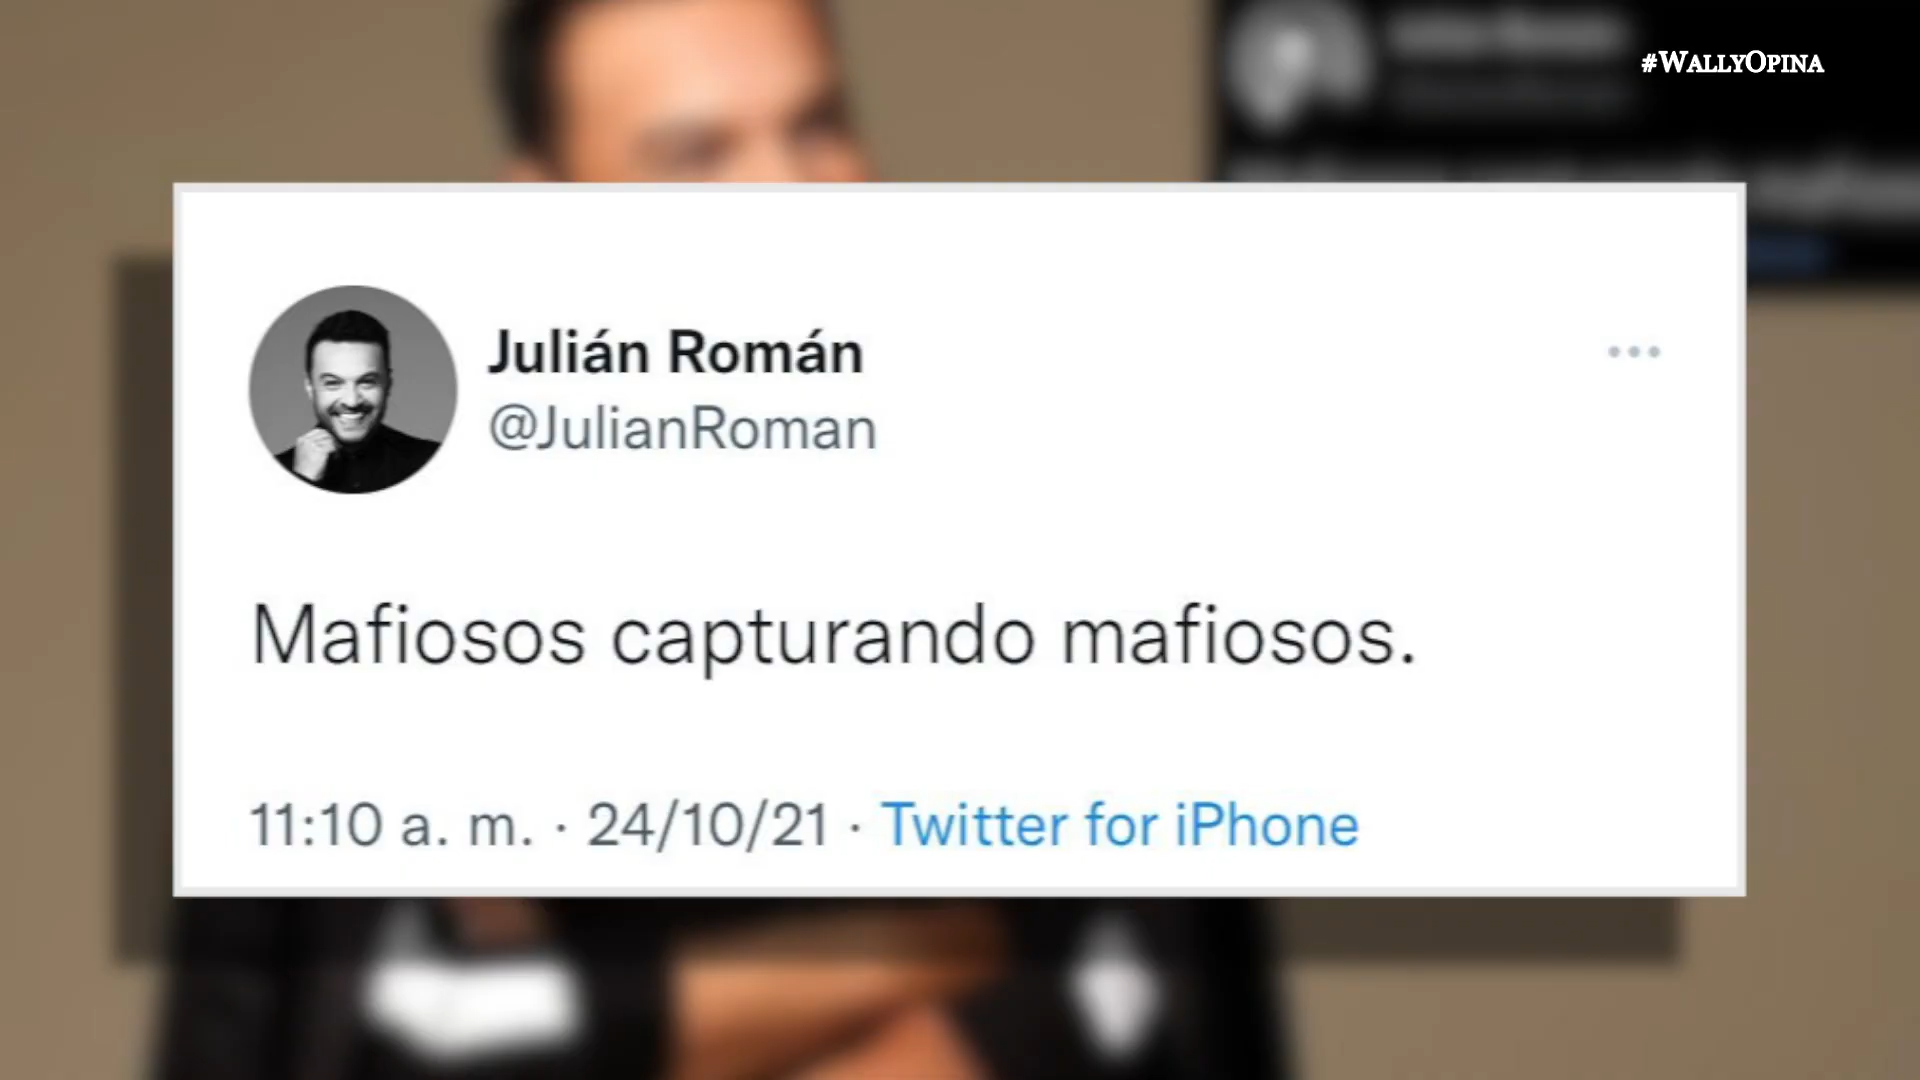 #WALLYOPINA
Julián Román
@JulianRoman
Mafiosos capturando mafiosos.
11:10 a. m. · 24/10/21 · Twitter for iPhone